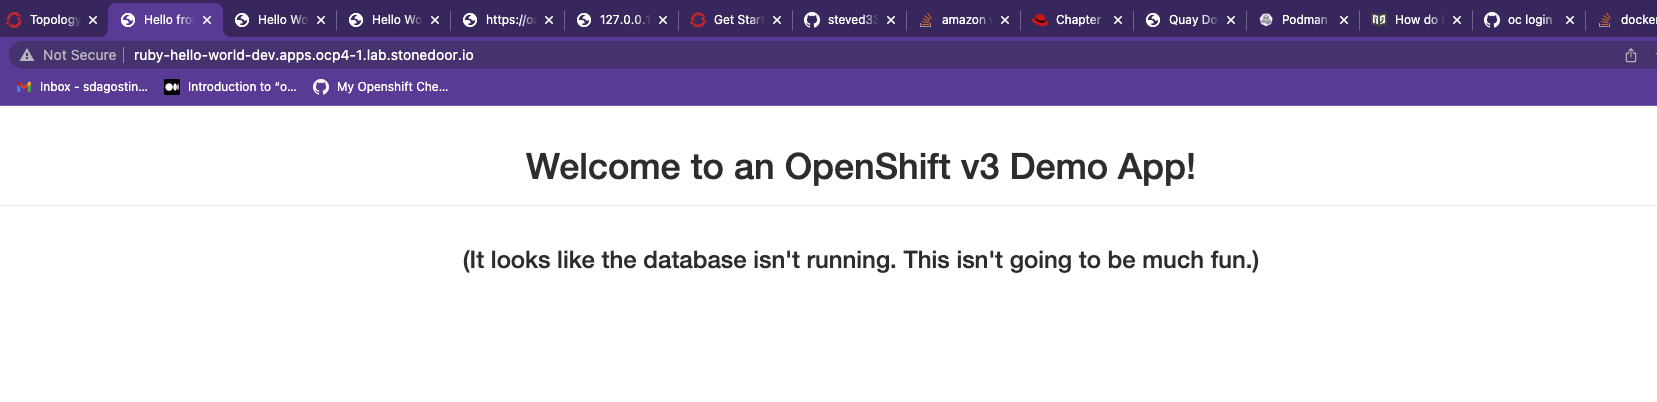 Topology
Hello fro
Hello Wo
Hello Wo
https://o
127.0.0.1
Get Star
steved33
amazon
Chapter
Quay Do
Podman
How do
oc login
docke
Not Secure
ruby-hello-world-dev.apps.ocp4-1.lab.stonedoor.io
Inbox - sdagostin...
Introduction to "o...
My Openshift Che...
Welcome to an OpenShift v3 Demo App!
(It looks like the database isn't running. This isn't going to be much fun.)